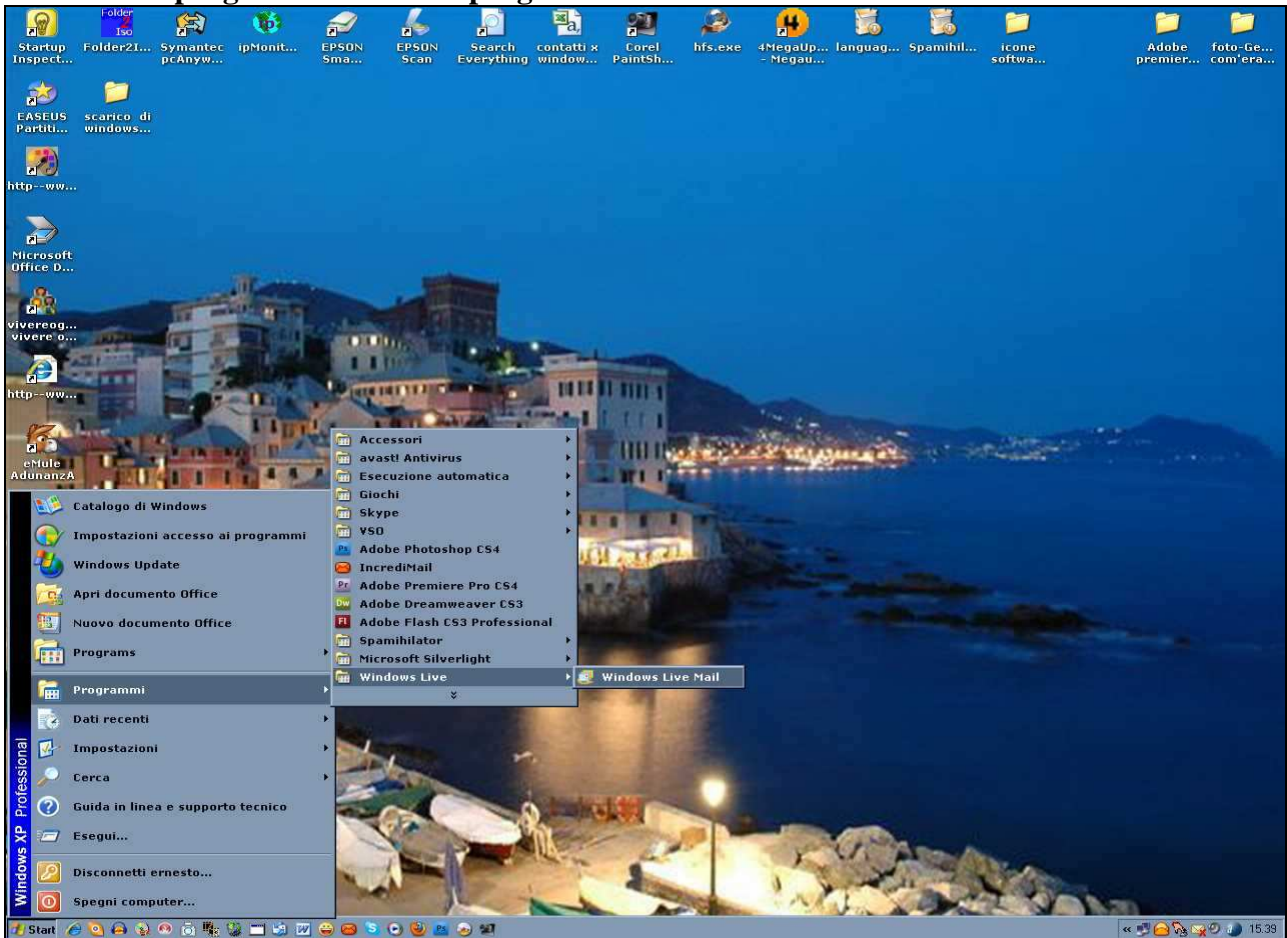 Startup Inspect...
Folder2I...
Symantec pcAnyw...
ipMonit...
EPSON Sma...
EPSON Scan
Search Everything
contatti x window...
Corel PaintSh...
hfs.exe
4MegaUp... - Megau...
languag...
Spamihil...
icone softwa...
Adobe premier...
foto-Ge... com'era...
EASEUS Partiti...
scarico di windows...
http--ww...
Microsoft Office D...
vivereog... vivere o...
http--ww...
eMule AdunanzA
Catalogo di Windows
Impostazioni accesso ai programmi
Windows Update
Apri documento Office
Nuovo documento Office
Programs
Programmi
Dati recenti
Impostazioni
Cerca
Guida in linea e supporto tecnico
Esegui...
Disconnetti ernesto...
Spegni computer...
Windows XP Professional
Accessori
avast! Antivirus
Esecuzione automatica
Giochi
Skype
VSO
Adobe Photoshop CS4
IncrediMail
Adobe Premiere Pro CS4
Adobe Dreamweaver CS3
Adobe Flash CS3 Professional
Spamihilator
Microsoft Silverlight
Windows Live
Windows Live Mail
Start
15.39